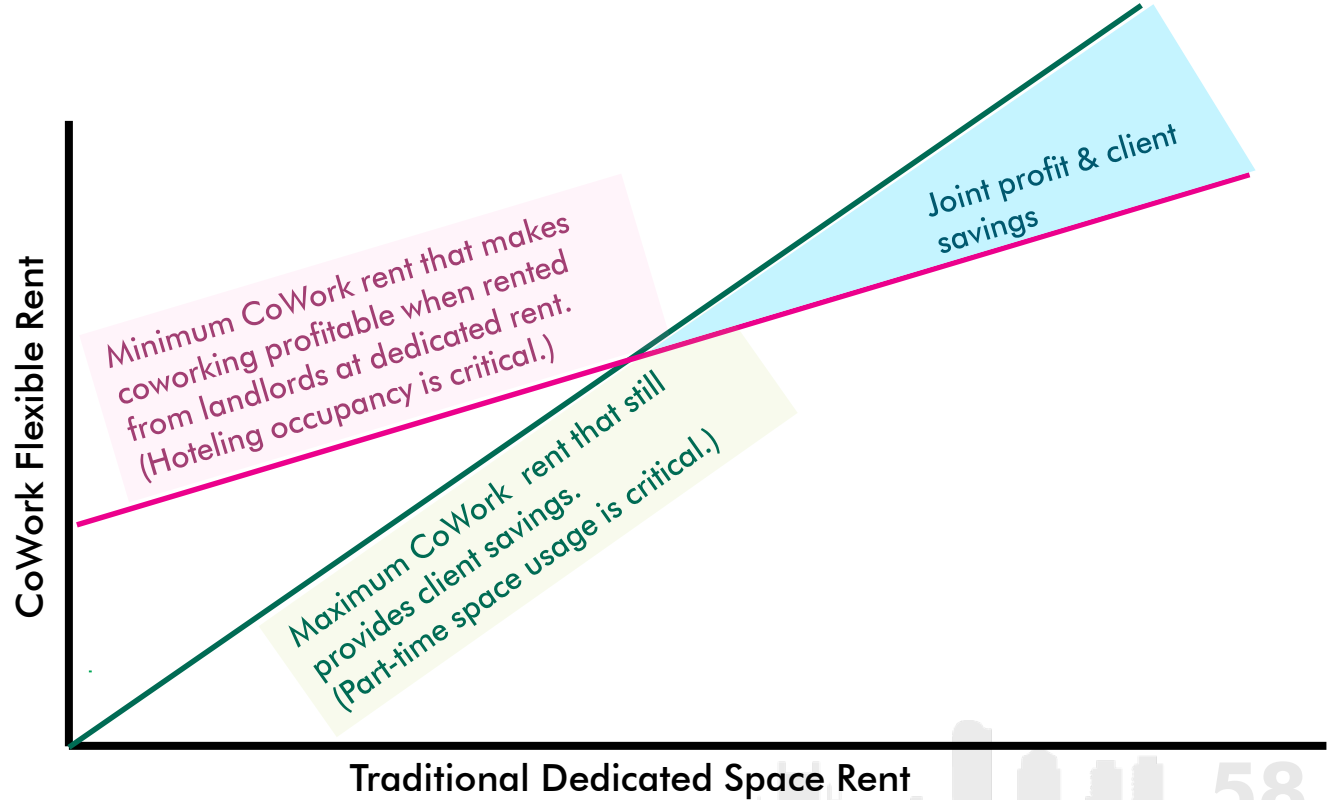 CoWork Flexible Rent
Minimum CoWork rent that makes
coworking profitable when rented
from landlords at dedicated rent.
(Hoteling occupancy is critical.)
Joint profit & client
savings
Maximum CoWork rent that still
provides client savings.
(Part-time space usage is critical.)
Traditional Dedicated Space Rent
58